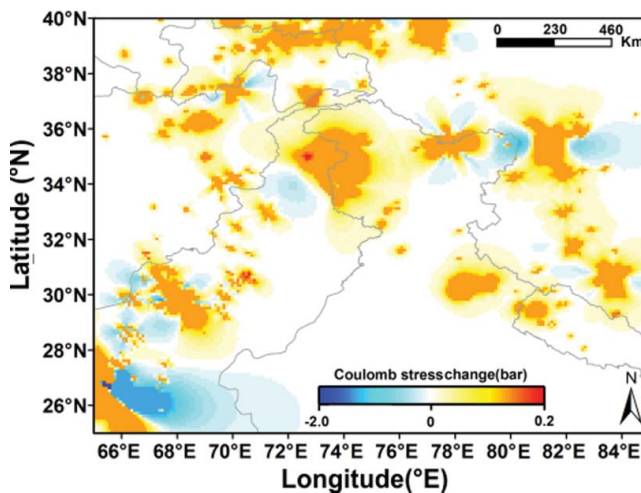 40°N
38°N
36°N
34°N
32°N
30°N
28°N
26°N
Latitude (°N)
0 230 460
Km
Coulomb stresschange(bar)
-2.0 0 0.2
N
66°E 68°E 70°E 72°E 74°E 76°E 78°E 80°E 82°E 84°E
Longitude(°E)